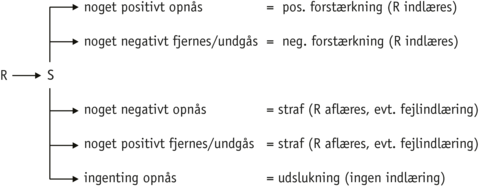 noget positivt opnås = pos. forstærkning (R indlæres)
noget negativt fjernes/undgås = neg. forstærkning (R indlæres)
R S
noget negativt opnås = straf (R aflæres, evt. fejlindlæring)
noget positivt fjernes/undgås = straf (R aflæres, evt. fejlindlæring)
ingenting opnås = udslukning (ingen indlæring)